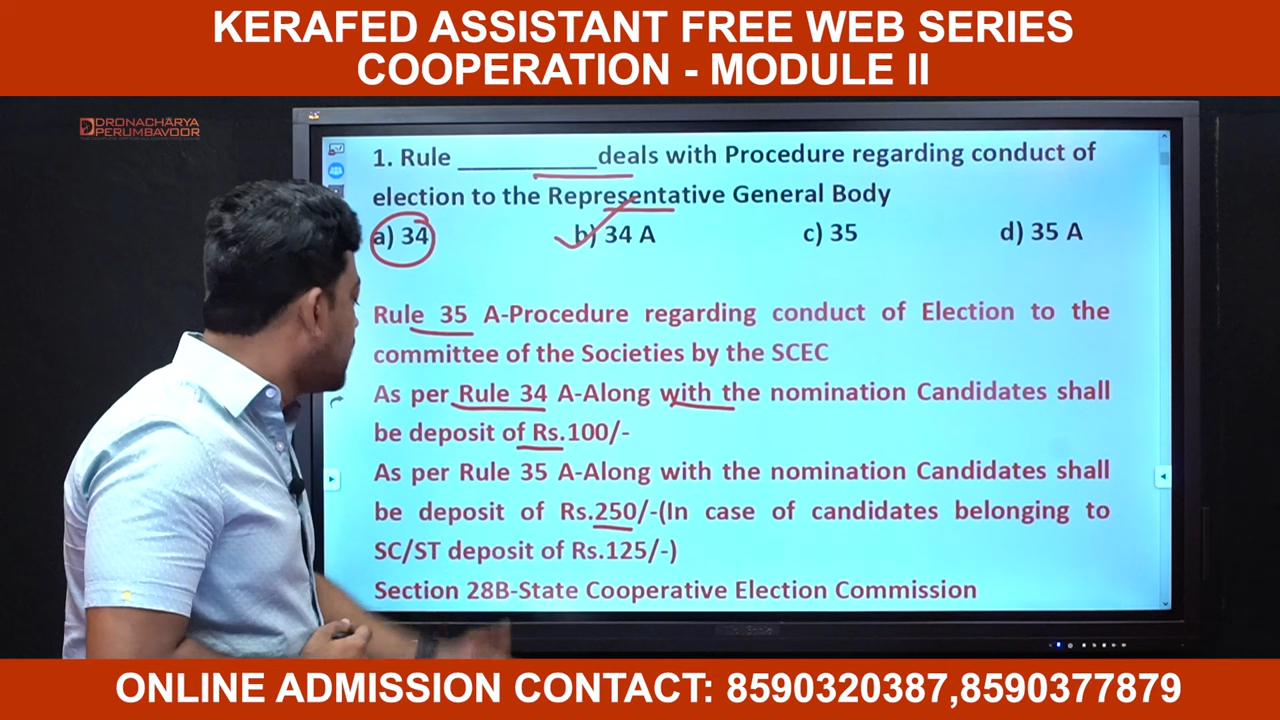 KERAFED ASSISTANT FREE WEB SERIES
COOPERATION - MODULE II
DRONACHARYA
PERUMBAVOOR
1. Rule ___________deals with Procedure regarding conduct of
election to the Representative General Body
a) 34 b) 34 A c) 35 d) 35 A
Rule 35 A-Procedure regarding conduct of Election to the
committee of the Societies by the SCEC
As per Rule 34 A-Along with the nomination Candidates shall
be deposit of Rs.100/-
As per Rule 35 A-Along with the nomination Candidates shall
be deposit of Rs.250/-(In case of candidates belonging to
SC/ST deposit of Rs.125/-)
Section 28B-State Cooperative Election Commission
ONLINE ADMISSION CONTACT: 8590320387,8590377879